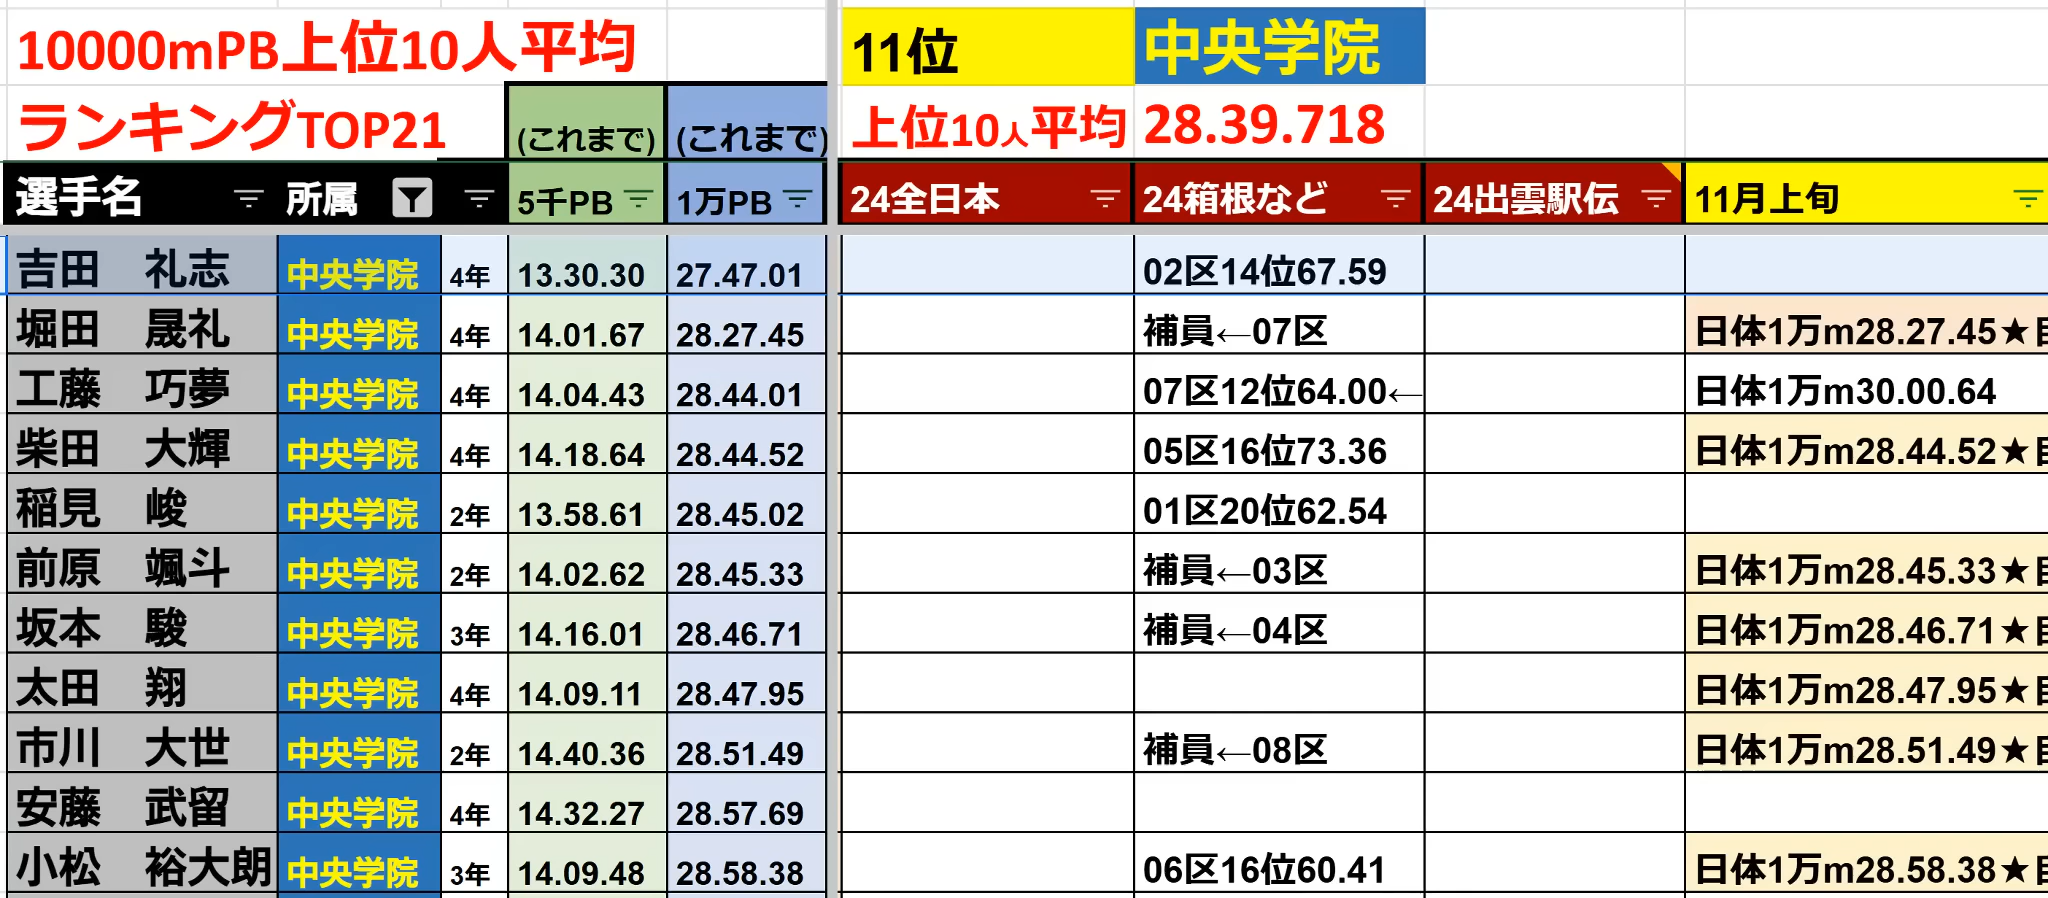 10000mPB上位10人平均 11位 中央学院
ランキングTOP21 (これまで) (これまで) 上位10人平均 28.39.718
選手名 所属 5千PB 1万PB 24全日本 24箱根など 24出雲駅伝 11月上旬
吉田 礼志 中央学院 4年 13.30.30 27.47.01 02区14位67.59
堀田 晟礼 中央学院 4年 14.01.67 28.27.45 補員←07区 日体1万m28.27.45★
工藤 巧夢 中央学院 4年 14.04.43 28.44.01 07区12位64.00← 日体1万m30.00.64
柴田 大輝 中央学院 4年 14.18.64 28.44.52 05区16位73.36 日体1万m28.44.52★
稲見 峻 中央学院 2年 13.58.61 28.45.02 01区20位62.54
前原 颯斗 中央学院 2年 14.02.62 28.45.33 補員←03区 日体1万m28.45.33★
坂本 駿 中央学院 3年 14.16.01 28.46.71 補員←04区 日体1万m28.46.71★
太田 翔 中央学院 4年 14.09.11 28.47.95 日体1万m28.47.95★
市川 大世 中央学院 2年 14.40.36 28.51.49 補員←08区 日体1万m28.51.49★
安藤 武留 中央学院 4年 14.32.27 28.57.69
小松 裕大朗 中央学院 3年 14.09.48 28.58.38 06区16位60.41 日体1万m28.58.38★